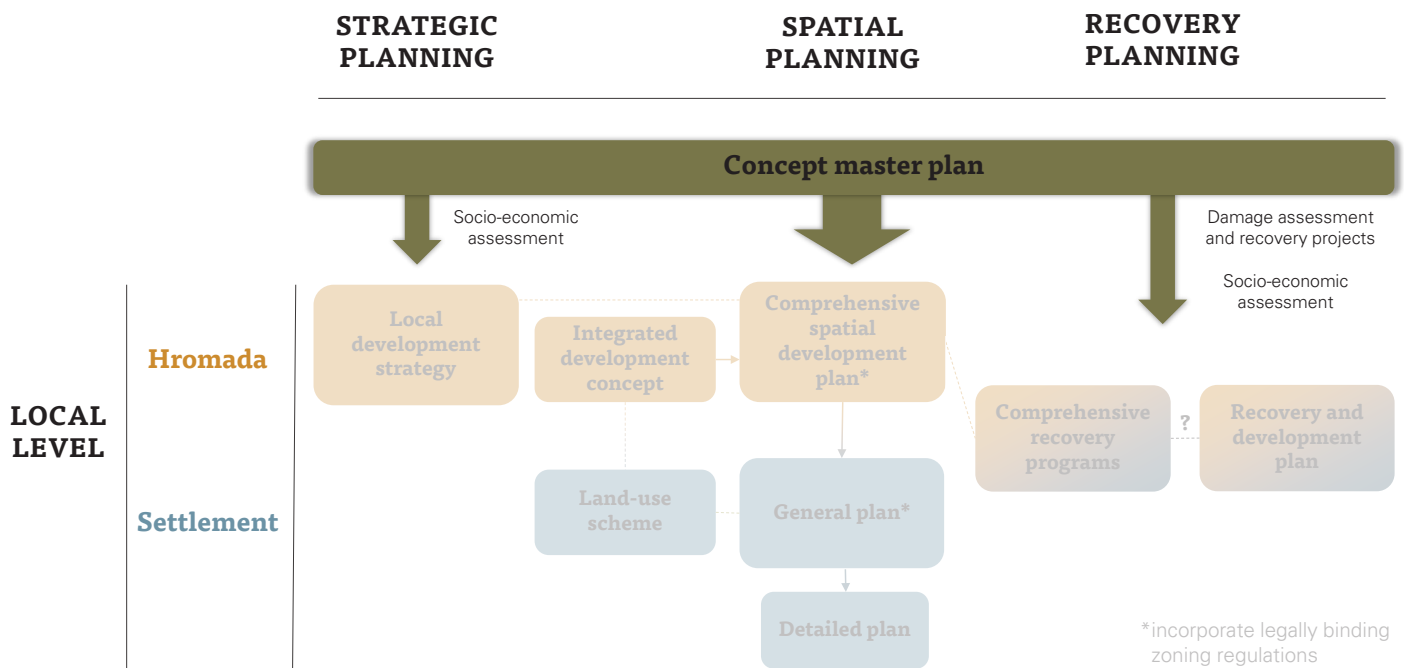 STRATEGIC
PLANNING
SPATIAL
PLANNING
RECOVERY
PLANNING
Concept master plan
Socio-economic
assessment
Damage assessment
and recovery projects
Socio-economic
assessment
LOCAL
LEVEL
Hromada
Settlement
Local
development
strategy
Integrated
development
concept
Comprehensive
spatial
development
plan*
Comprehensive
recovery
programs
?
Recovery and
development
plan
Land-use
scheme
General plan*
Detailed plan
*incorporate legally binding
zoning regulations